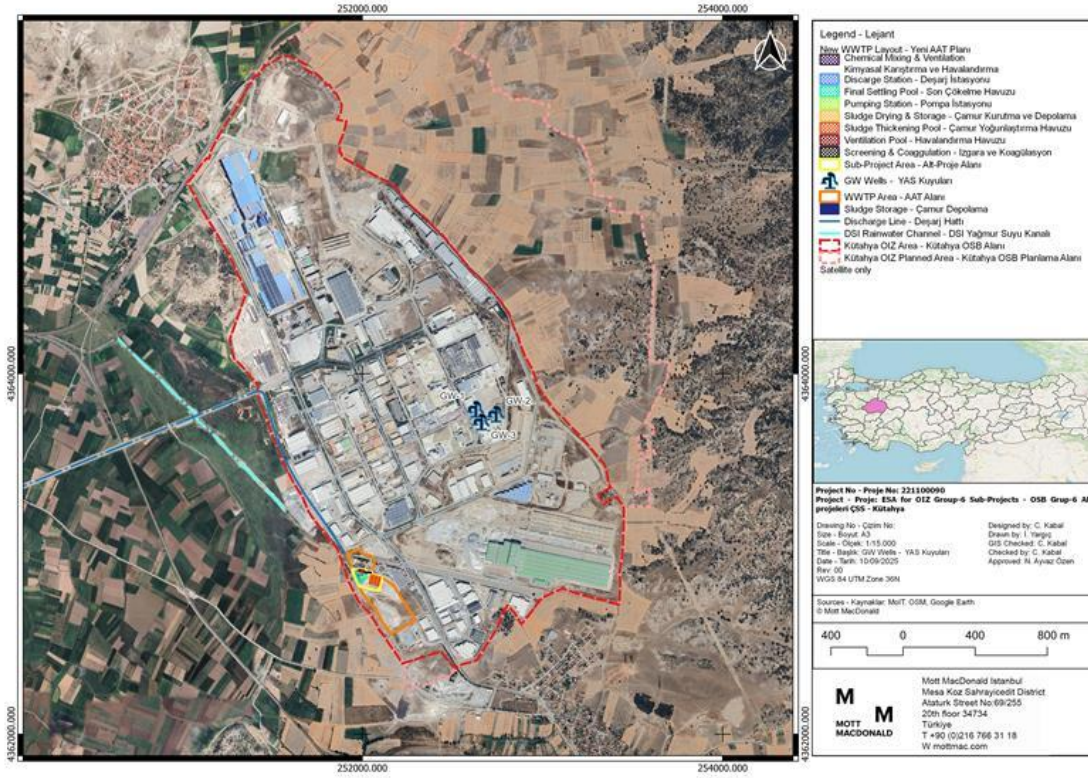 252000.000
254000.000
4364000.000
4362000.000
GW-1
GW-2
GW-3
252000.000
254000.000
4364000.000
4362000.000
Legend - Lejant
New WWTP Layout - Yeni AAT Planı
Chemical Mixing & Ventilation
Kimyasal Karıştırma ve Havalandırma
Discarge Station - Deşarj İstasyonu
Final Settling Pool - Son Çökelme Havuzu
Pumping Station - Pompa İstasyonu
Sludge Drying & Storage - Çamur Kurutma ve Depolama
Sludge Thickening Pool - Çamur Yoğunlaştırma Havuzu
Ventilation Pool - Havalandırma Havuzu
Screening & Coaggulation - Izgara ve Koagülasyon
Sub-Project Area - Alt-Proje Alanı
GW Wells - YAS Kuyuları
WWTP Area - AAT Alanı
Sludge Storage - Çamur Depolama
Discharge Line - Deşarj Hattı
DSI Rainwater Channel - DSI Yağmur Suyu Kanalı
Kütahya OIZ Area - Kütahya OSB Alanı
Kütahya OIZ Planned Area - Kütahya OSB Planlama Alanı
Satellite only
Project No - Proje No: 221100090
Project - Proje: ESA for OIZ Group-6 Sub-Projects - OSB Grup-6 Al
projeleri ÇSS - Kütahya
Drawing No - Çizim No:
Size - Boyut: A3
Scale - Ölçek: 1/15.000
Title - Başlık: GW Wells - YAS Kuyuları
Date - Tarih: 10/09/2025
Rev: 00
WGS 84 UTM Zone 36N
Designed by: C. Kabal
Drawn by: I. Yargıç
GIS Checked: C. Kabal
Checked by: C. Kabal
Approved: N. Ayvaz Özen
Sources - Kaynaklar: MoIT, OSM, Google Earth
© Mott MacDonald
400 0 400 800 m
M
M
MOTT
MACDONALD
Mott MacDonald Istanbul
Mesa Koz Sahrayicedit District
Ataturk Street No:69/255
20th floor 34734
Türkiye
T +90 (0)216 766 31 18
W mottmac.com